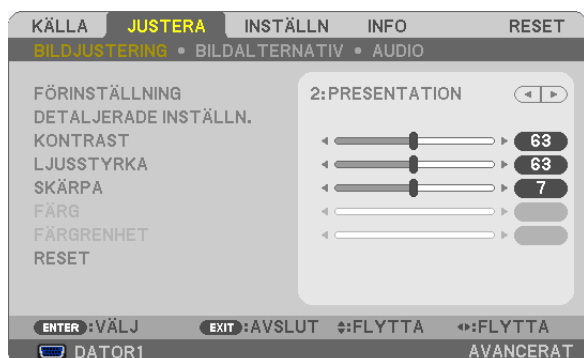 KÄLLA JUSTERA INSTÄLLN INFO RESET
BILDJUSTERING • BILDALTERNATIV • AUDIO
FÖRINSTÄLLNING 2:PRESENTATION
DETALJERADE INSTÄLLN.
KONTRAST 63
LJUSSTYRKA 63
SKÄRPA 7
FÄRG
FÄRGRENHET
RESET
ENTER:VÄLJ EXIT:AVSLUT :FLYTTA :FLYTTA
DATOR1 AVANCERAT